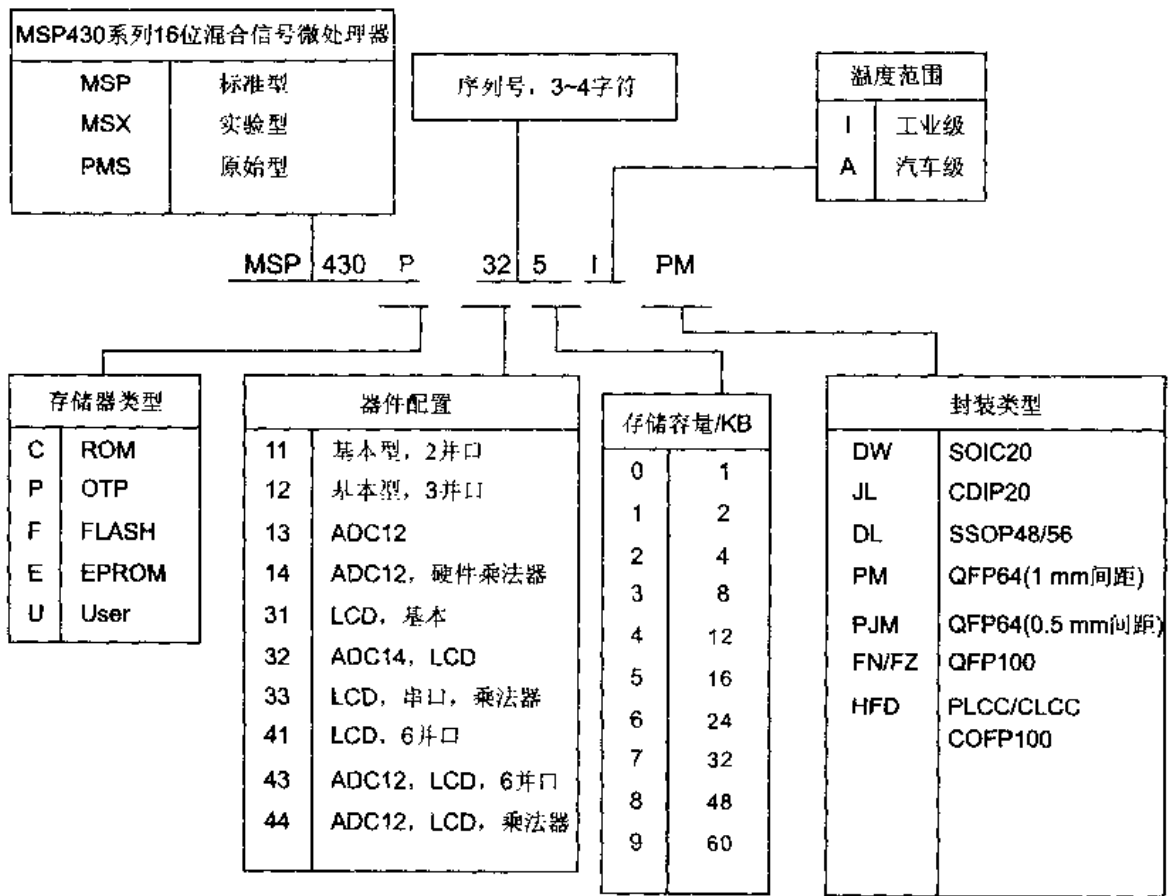 MSP430系列16位混合信号微处理器
MSP 标准型
MSX 实验型
PMS 原始型
序列号，3~4字符
温度范围
I 工业级
A 汽车级
MSP 430 P 32 5 I PM
存储器类型
C ROM
P OTP
F FLASH
E EPROM
U User
器件配置
11 基本型，2并口
12 基本型，3并口
13 ADC12
14 ADC12，硬件乘法器
31 LCD，基本
32 ADC14，LCD
33 LCD，串口，乘法器
41 LCD，6并口
43 ADC12，LCD，6并口
44 ADC12，LCD，乘法器
存储容量/KB
0 1
1 2
2 4
3 8
4 12
5 16
6 24
7 32
8 48
9 60
封装类型
DW SOIC20
JL CDIP20
DL SSOP48/56
PM QFP64(1 mm间距)
PJM QFP64(0.5 mm间距)
FN/FZ QFP100
HFD PLCC/CLCC
COFP100